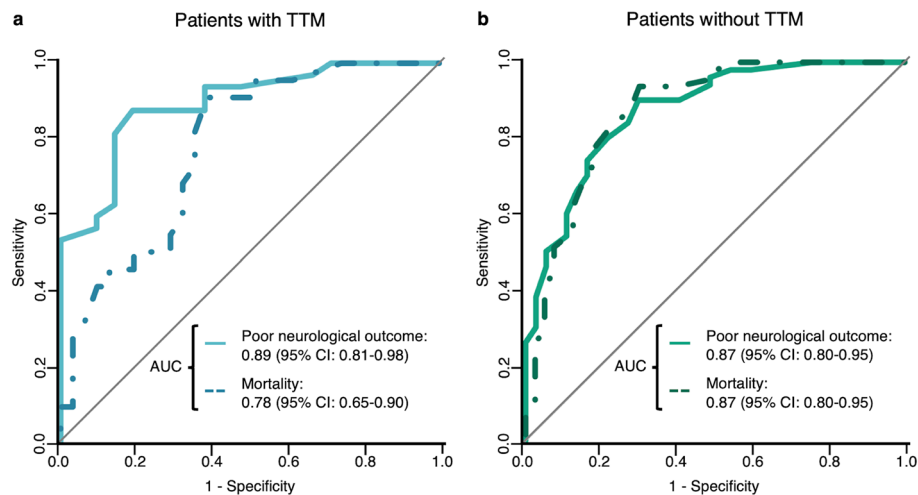 a
Patients with TTM
1.0
0.8
0.6
0.4
0.2
0.0
Sensitivity
0.0
0.2
0.4
0.6
0.8
1.0
1 - Specificity
AUC
Poor neurological outcome:
0.89 (95% CI: 0.81-0.98)
Mortality:
0.78 (95% CI: 0.65-0.90)
b
Patients without TTM
1.0
0.8
0.6
0.4
0.2
0.0
Sensitivity
0.0
0.2
0.4
0.6
0.8
1.0
1 - Specificity
AUC
Poor neurological outcome:
0.87 (95% CI: 0.80-0.95)
Mortality:
0.87 (95% CI: 0.80-0.95)